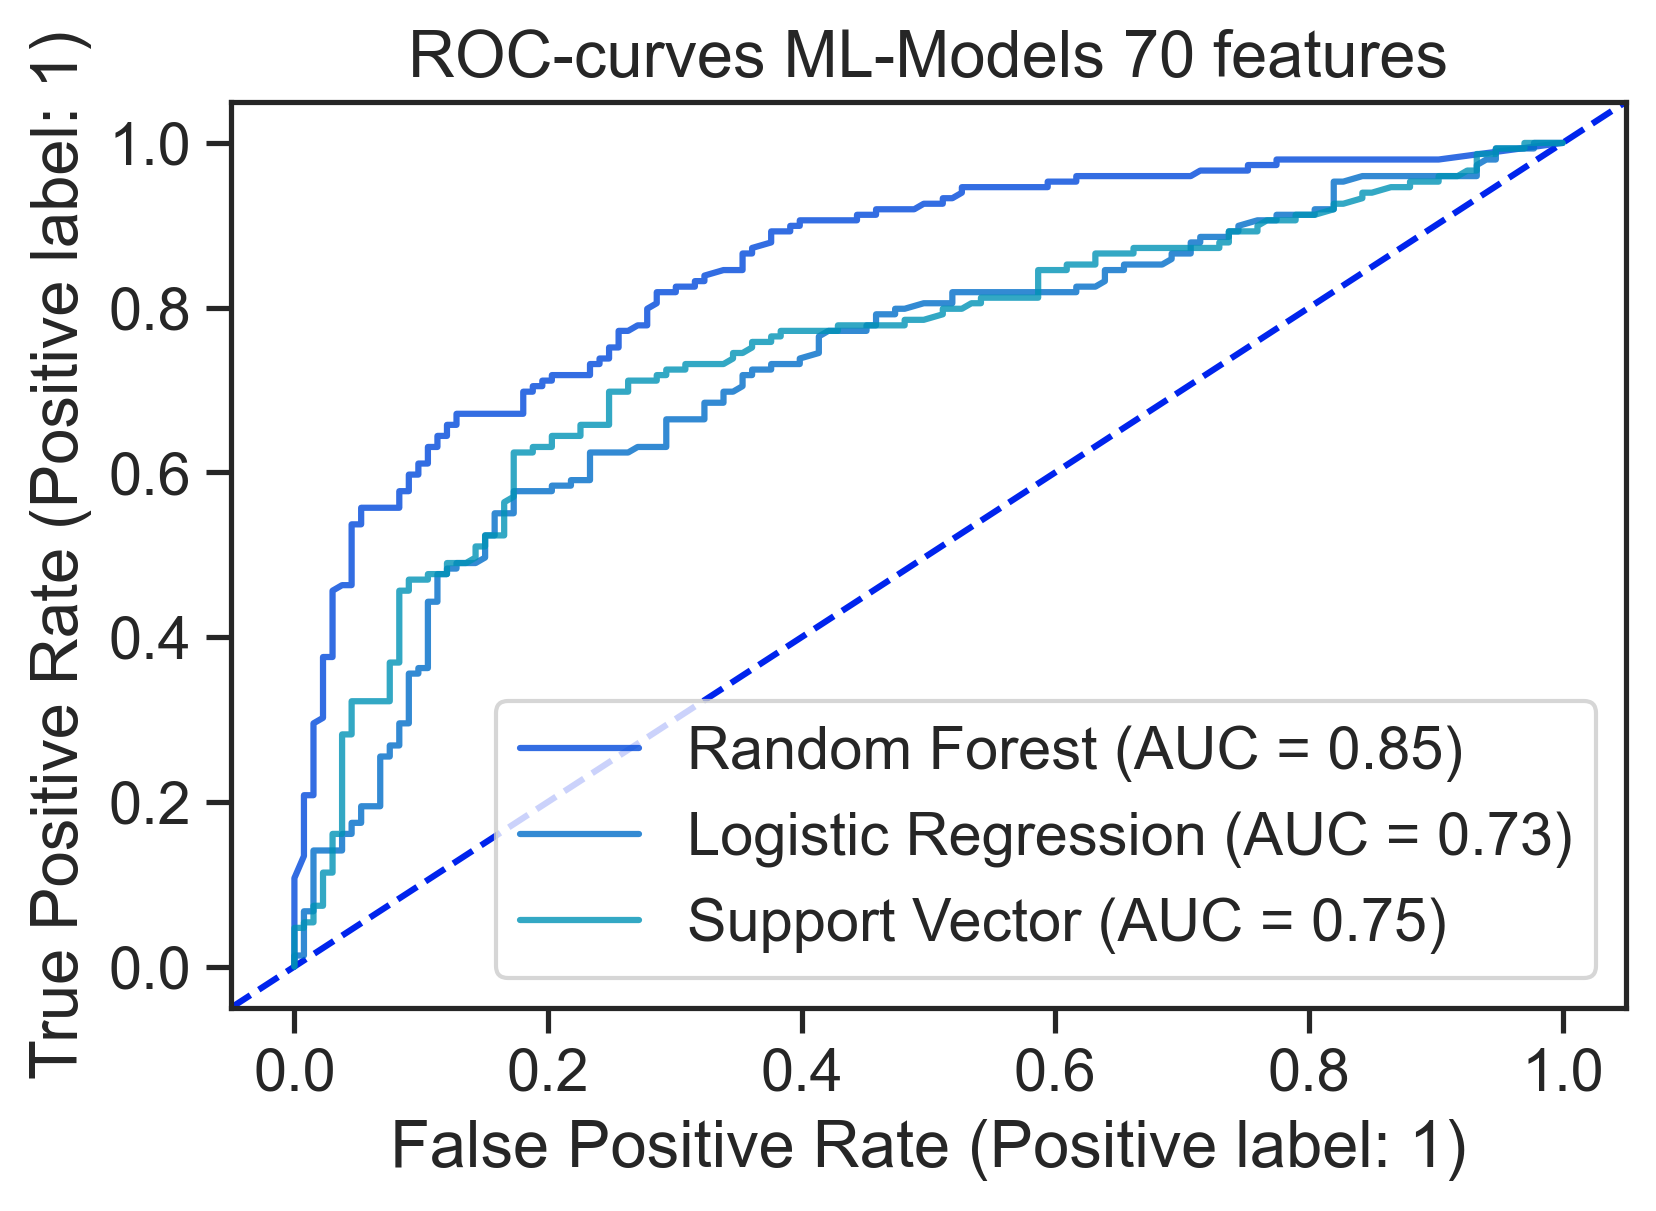 ROC-curves ML-Models 70 features
True Positive Rate (Positive label: 1)
1.0
0.8
0.6
0.4
0.2
0.0
Random Forest (AUC = 0.85)
Logistic Regression (AUC = 0.73)
Support Vector (AUC = 0.75)
0.0 0.2 0.4 0.6 0.8 1.0
False Positive Rate (Positive label: 1)